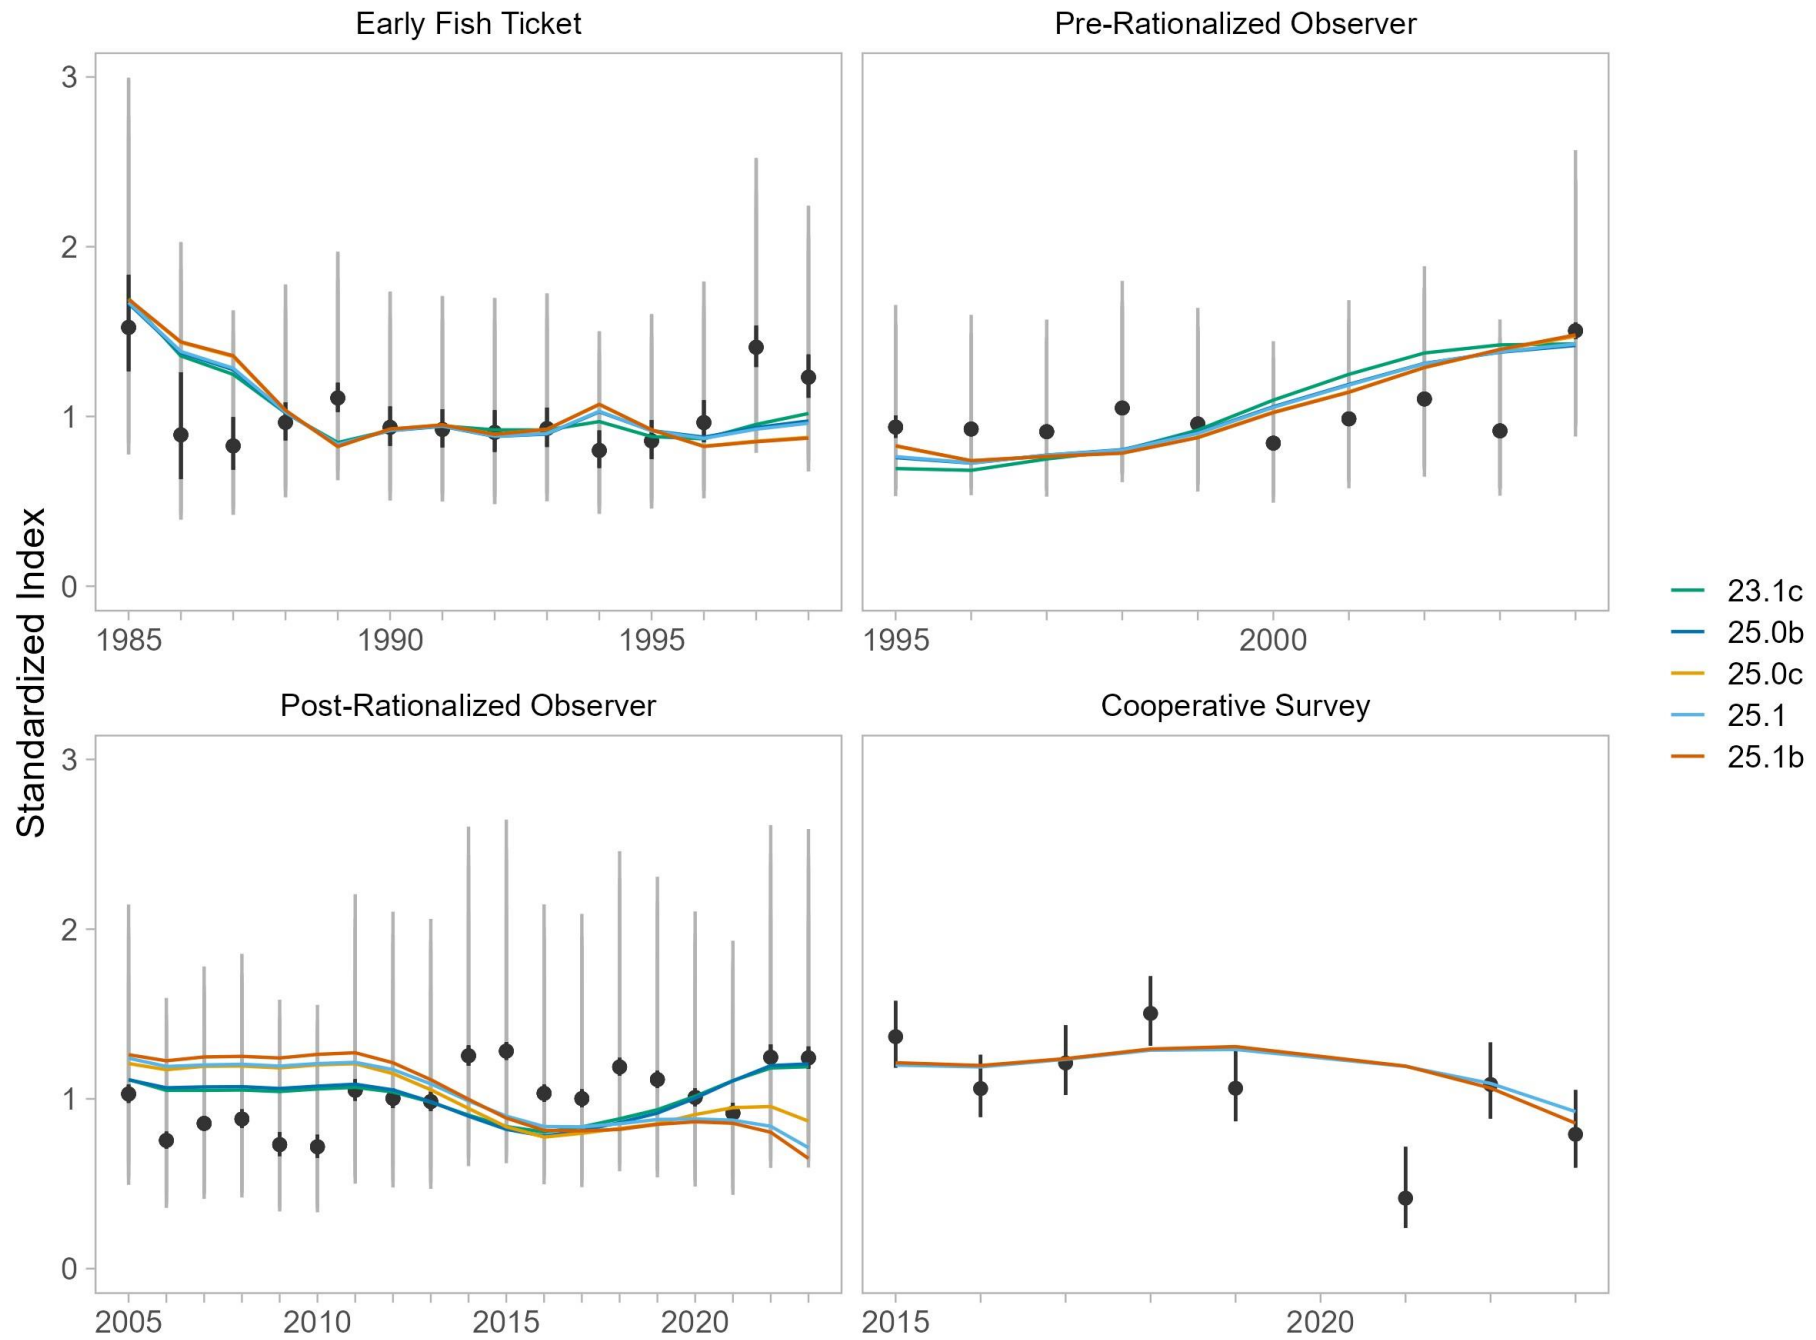 Early Fish Ticket
Pre-Rationalized Observer
3
2
1
0
1985 1990 1995
1995 2000
Standardized Index
23.1c
25.0b
25.0c
25.1
25.1b
Post-Rationalized Observer
Cooperative Survey
3
2
1
0
2005 2010 2015 2020
2015 2020